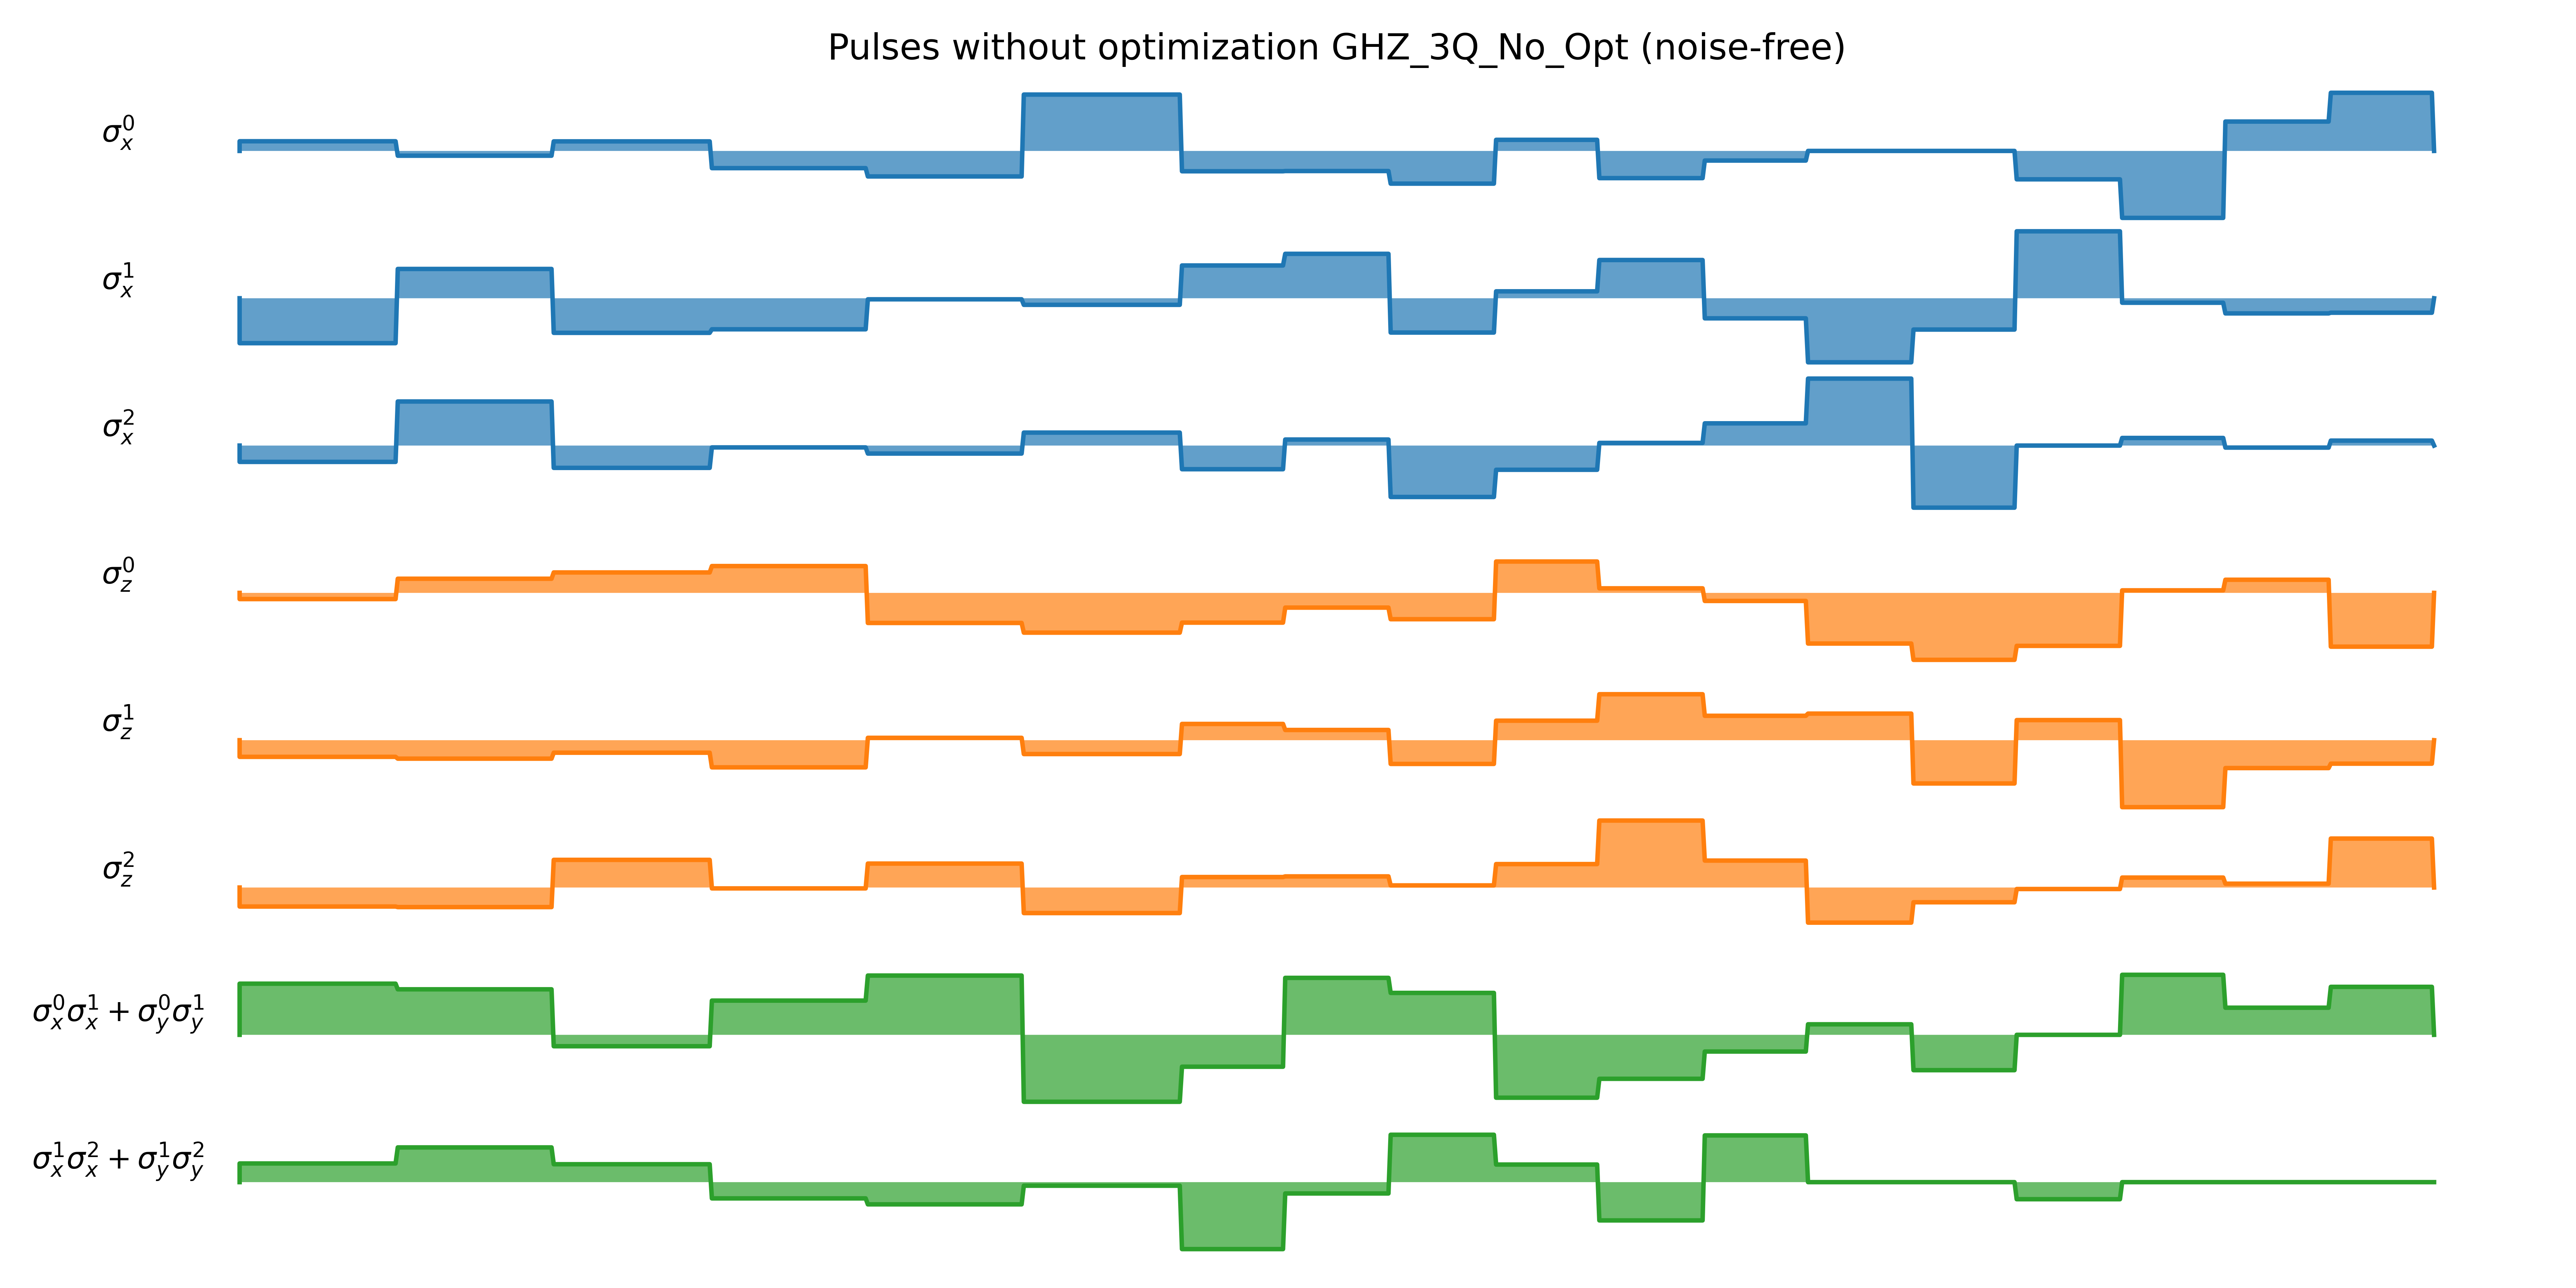 Pulses without optimization GHZ_3Q_No_Opt (noise-free)
σ_x^0
σ_x^1
σ_x^2
σ_z^0
σ_z^1
σ_z^2
σ_x^0σ_x^1 + σ_y^0σ_y^1
σ_x^1σ_x^2 + σ_y^1σ_y^2